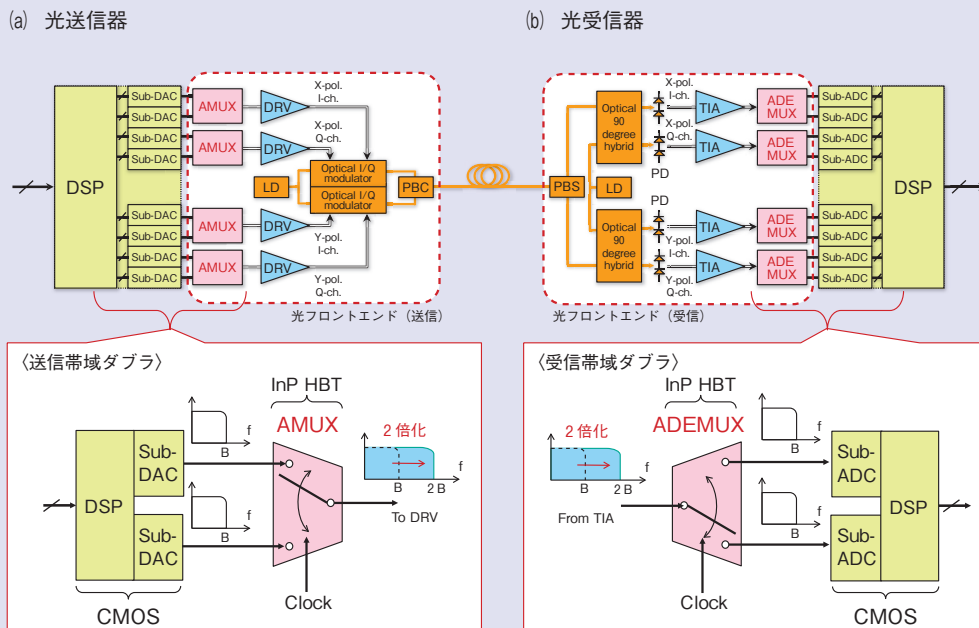 (a) 光送信器
DSP
Sub-DAC
Sub-DAC
Sub-DAC
Sub-DAC
Sub-DAC
Sub-DAC
Sub-DAC
Sub-DAC
AMUX
AMUX
AMUX
AMUX
DRV
DRV
DRV
DRV
X-pol.
I-ch.
X-pol.
Q-ch.
LD
Optical I/Q
modulator
Optical I/Q
modulator
PBC
Y-pol.
I-ch.
Y-pol.
Q-ch.
光フロントエンド（送信）
(b) 光受信器
PBS
Optical
90
degree
hybrid
LD
Optical
90
degree
hybrid
X-pol.
I-ch.
X-pol.
Q-ch.
PD
PD
Y-pol.
I-ch.
Y-pol.
Q-ch.
TIA
TIA
TIA
TIA
ADE
MUX
ADE
MUX
ADE
MUX
ADE
MUX
Sub-ADC
Sub-ADC
Sub-ADC
Sub-ADC
Sub-ADC
Sub-ADC
Sub-ADC
Sub-ADC
DSP
光フロントエンド（受信）
〈送信帯域ダブラ〉
InP HBT
AMUX
DSP
Sub-
DAC
Sub-
DAC
f
B
f
B
2 倍化
f
B
2 B
To DRV
Clock
CMOS
〈受信帯域ダブラ〉
InP HBT
ADEMUX
2 倍化
f
B
2 B
From TIA
f
B
f
B
Sub-
ADC
Sub-
ADC
DSP
Clock
CMOS